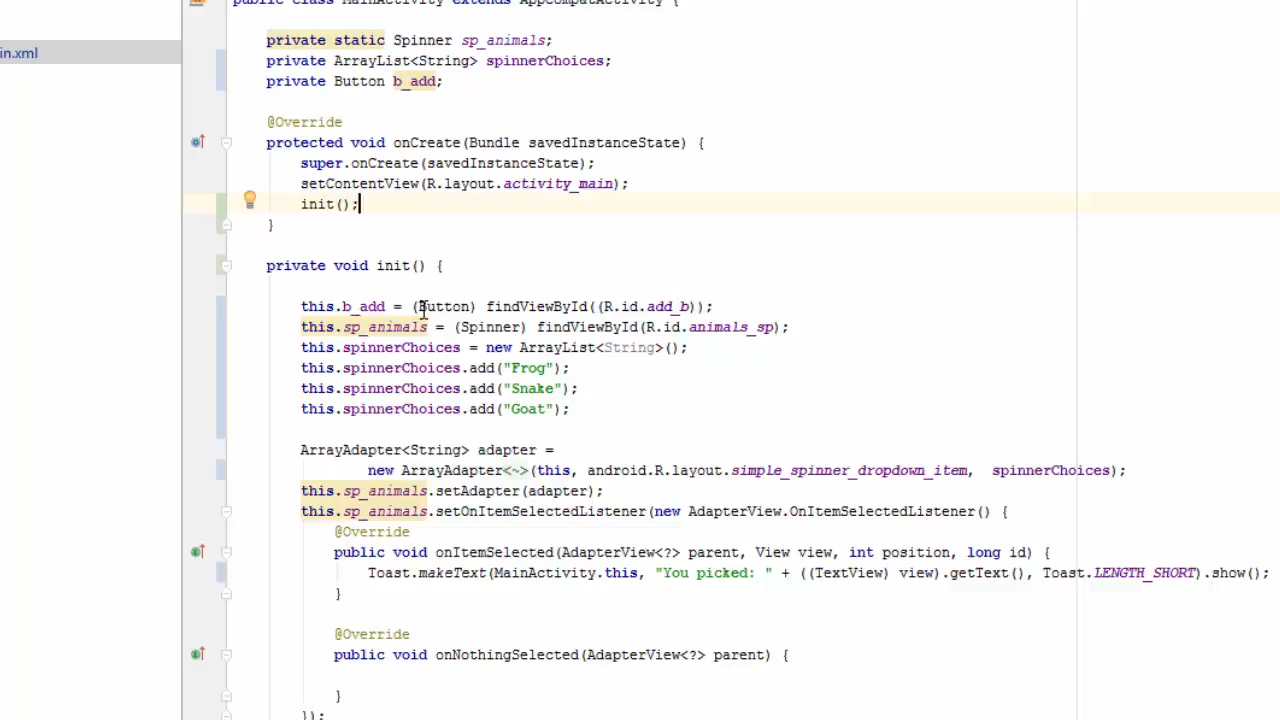 public class MainActivity extends AppCompatActivity {
in.xml
private static Spinner sp_animals;
private ArrayList<String> spinnerChoices;
private Button b_add;
@Override
protected void onCreate(Bundle savedInstanceState) {
super.onCreate(savedInstanceState);
setContentView(R.layout.activity_main);
init();
}
private void init() {
this.b_add = (Button) findViewById((R.id.add_b));
this.sp_animals = (Spinner) findViewById(R.id.animals_sp);
this.spinnerChoices = new ArrayList<String>();
this.spinnerChoices.add("Frog");
this.spinnerChoices.add("Snake");
this.spinnerChoices.add("Goat");
ArrayAdapter<String> adapter =
new ArrayAdapter<~>(this, android.R.layout.simple_spinner_dropdown_item, spinnerChoices);
this.sp_animals.setAdapter(adapter);
this.sp_animals.setOnItemSelectedListener(new AdapterView.OnItemSelectedListener() {
@Override
public void onItemSelected(AdapterView<?> parent, View view, int position, long id) {
Toast.makeText(MainActivity.this, "You picked: " + ((TextView) view).getText(), Toast.LENGTH_SHORT).show();
}
@Override
public void onNothingSelected(AdapterView<?> parent) {
}
});